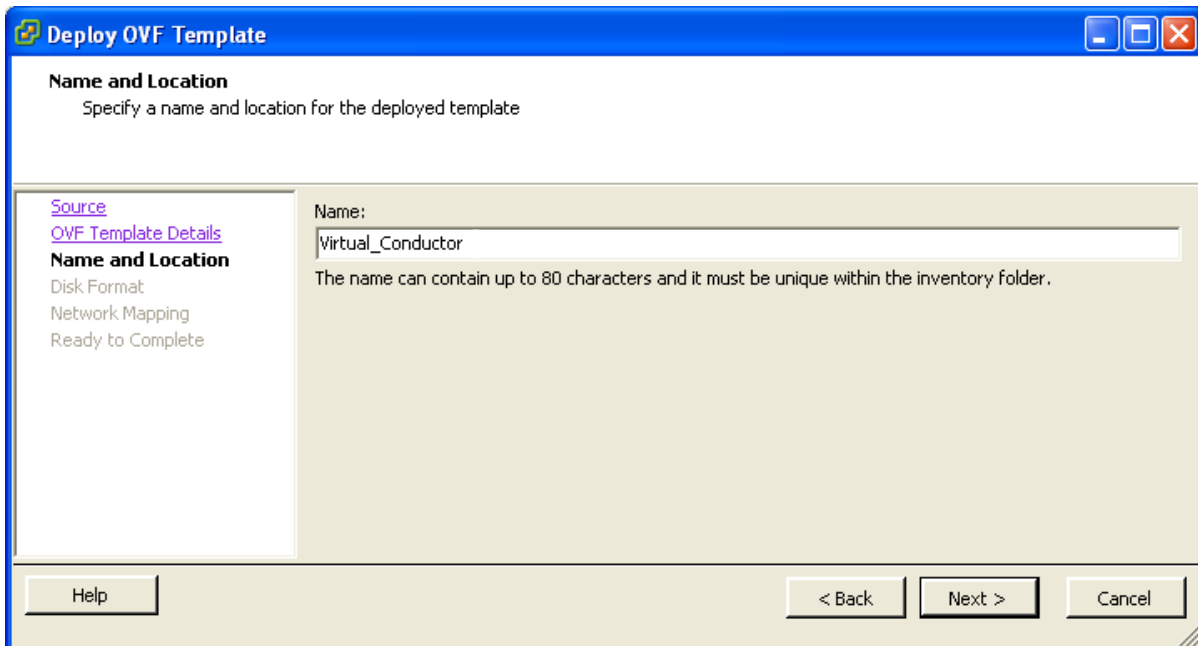 Deploy OVF Template
Name and Location
Specify a name and location for the deployed template
Source
OVF Template Details
Name and Location
Disk Format
Network Mapping
Ready to Complete
Name:
Virtual_Conductor
The name can contain up to 80 characters and it must be unique within the inventory folder.
Help
< Back
Next >
Cancel